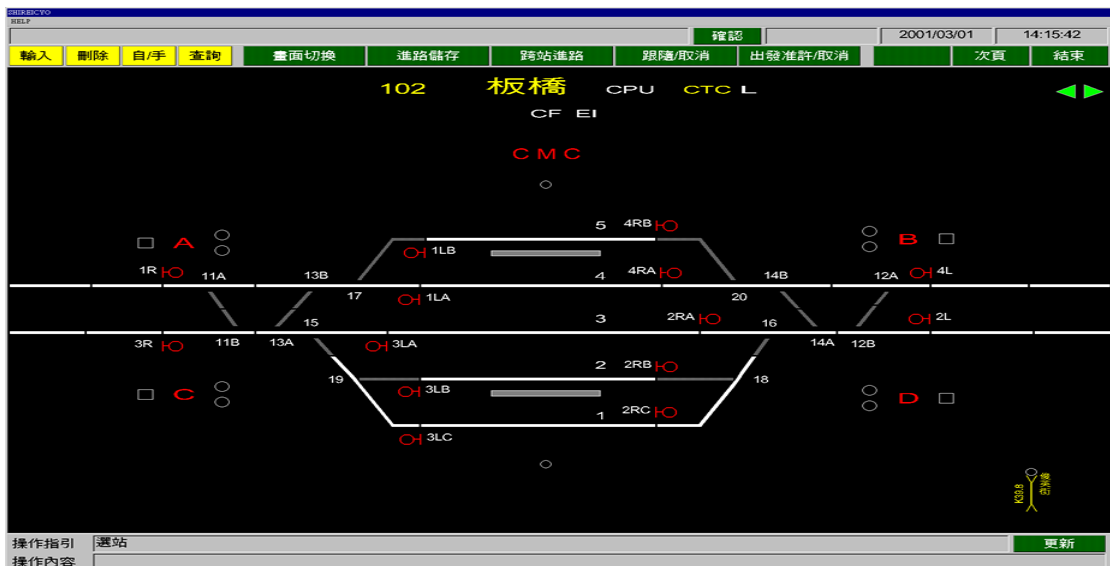 SHIREICYO
HELP
確認 2001/03/01 14:15:42
輸入 刪除 自/手 查詢 畫面切換 進路儲存 跨站進路 跟隨/取消 出發准許/取消 次頁 結束
102 板橋 CPU CTC L
CF EI
CMC
5 4RB
A 1LB B
1R 11A 13B 4 4RA 14B 12A 4L
17 1LA 20
15 3 2RA 16 2L
3R 11B 13A 3LA 14A 12B
2 2RB
19 3LB 18
C D
1 2RC
3LC
K39.8
操作指引 選站 更新
操作內容